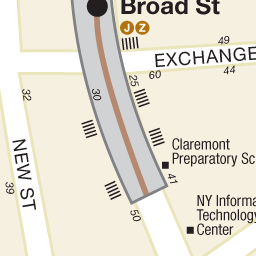 Broad St
J Z
EXCHANGE
49
44
60
25
30
32
NEW ST
39
Claremont
Preparatory Sc
41
50
NY Informa
Technology
Center